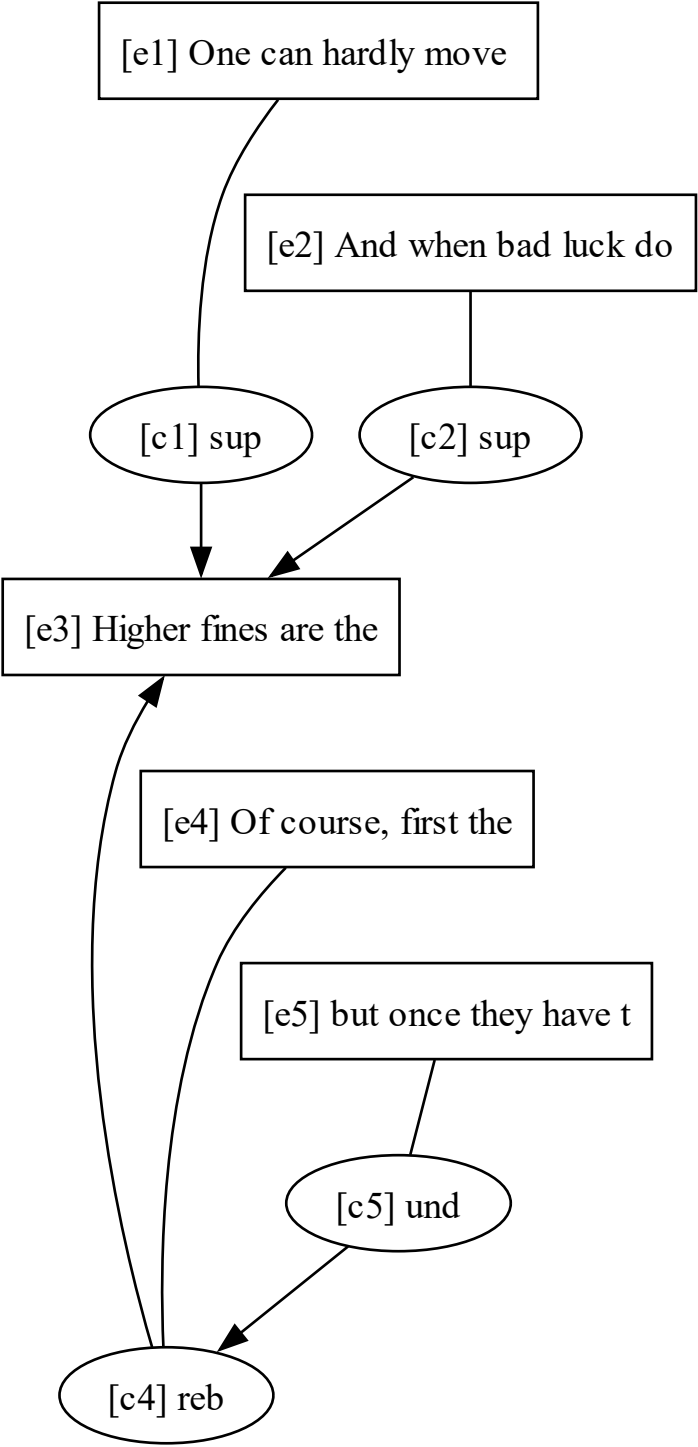 [e1] One can hardly move
[e2] And when bad luck do
[c1] sup
[c2] sup
[e3] Higher fines are the
[e4] Of course, first the
[e5] but once they have t
[c5] und
[c4] reb